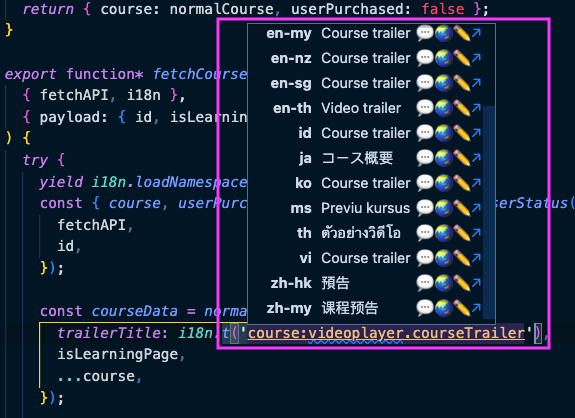 return { course: normalCourse, userPurchased: false };
}
en-my Course trailer
en-nz Course trailer
export function* fetchCourse
en-sg Course trailer
{ fetchAPI, i18n },
en-th Video trailer
{ payload: { id, isLearnin
id Course trailer
) {
try {
ja コース概要
yield i18n.loadNamespace
ko Course trailer
const { course, userPurc
ms Previu kursus
serStatus(
fetchAPI,
th ตัวอย่างวิดีโอ
id,
vi Course trailer
});
zh-hk 預告
zh-my 课程预告
const courseData = norma
trailerTitle: i18n.t('course:videoplayer.courseTrailer'),
isLearningPage,
...course,
});